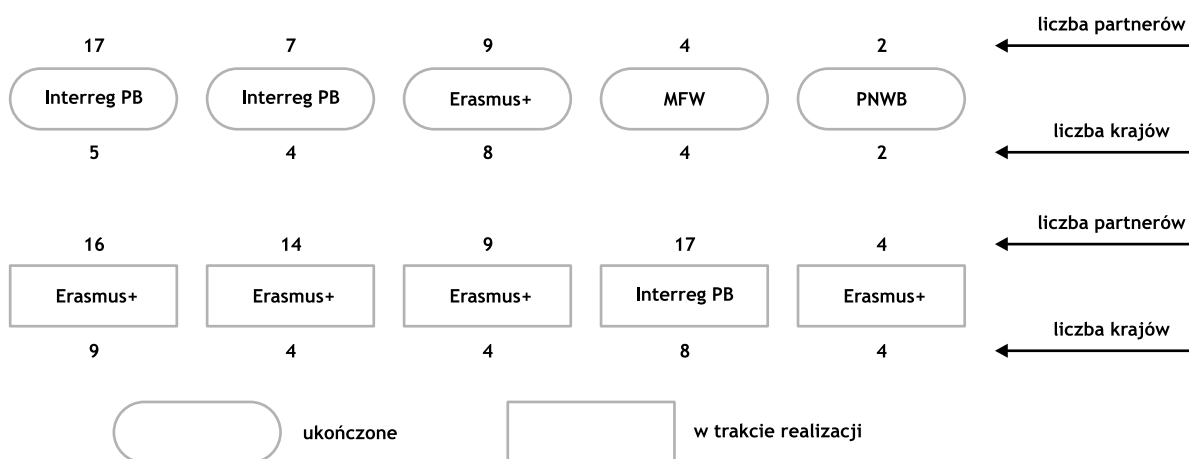 liczba partnerów
17 7 9 4 2
Interreg PB Interreg PB Erasmus+ MFW PNWB
liczba krajów
5 4 8 4 2
liczba partnerów
16 14 9 17 4
Erasmus+ Erasmus+ Erasmus+ Interreg PB Erasmus+
liczba krajów
9 4 4 8 4
ukończone w trakcie realizacji